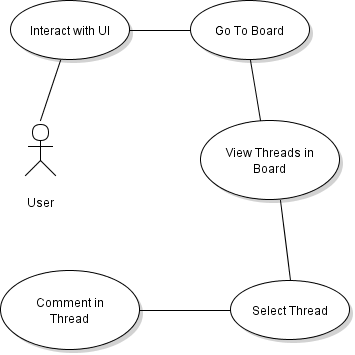 Interact with UI
Go To Board
View Threads in
Board
User
Comment in
Thread
Select Thread